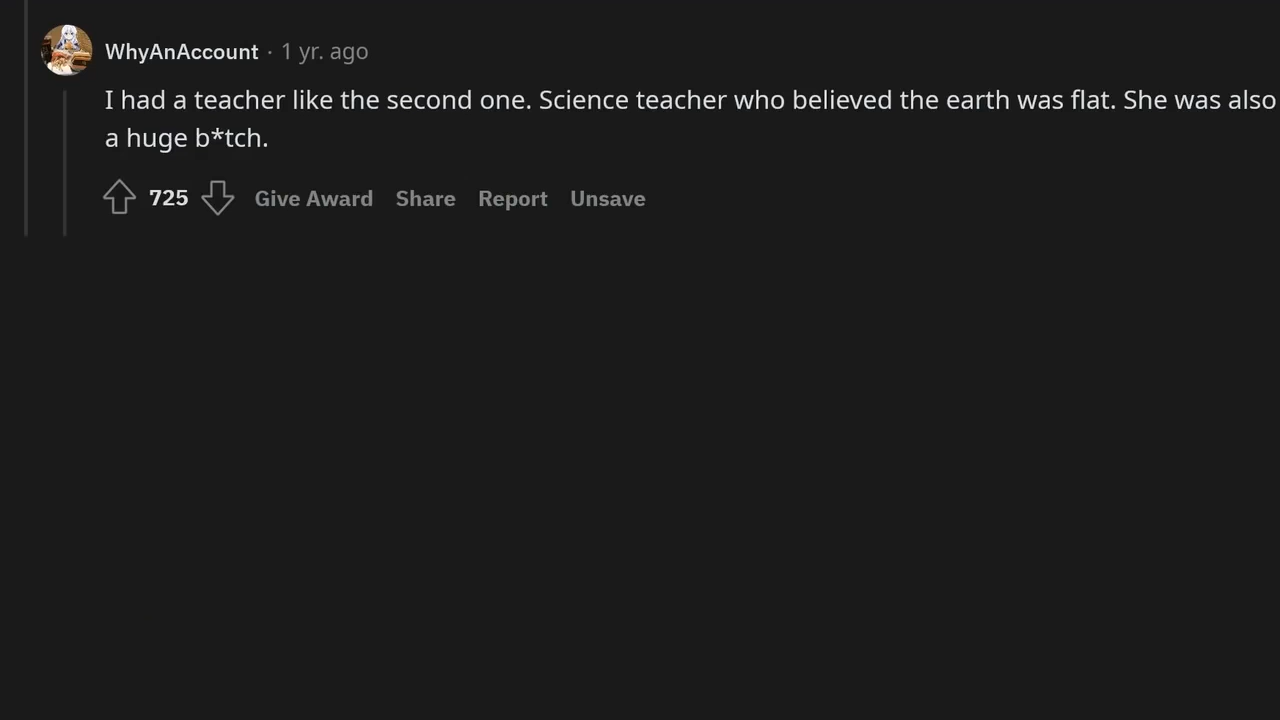 WhyAnAccount · 1 yr. ago
I had a teacher like the second one. Science teacher who believed the earth was flat. She was also
a huge b*tch.
725 Give Award Share Report Unsave